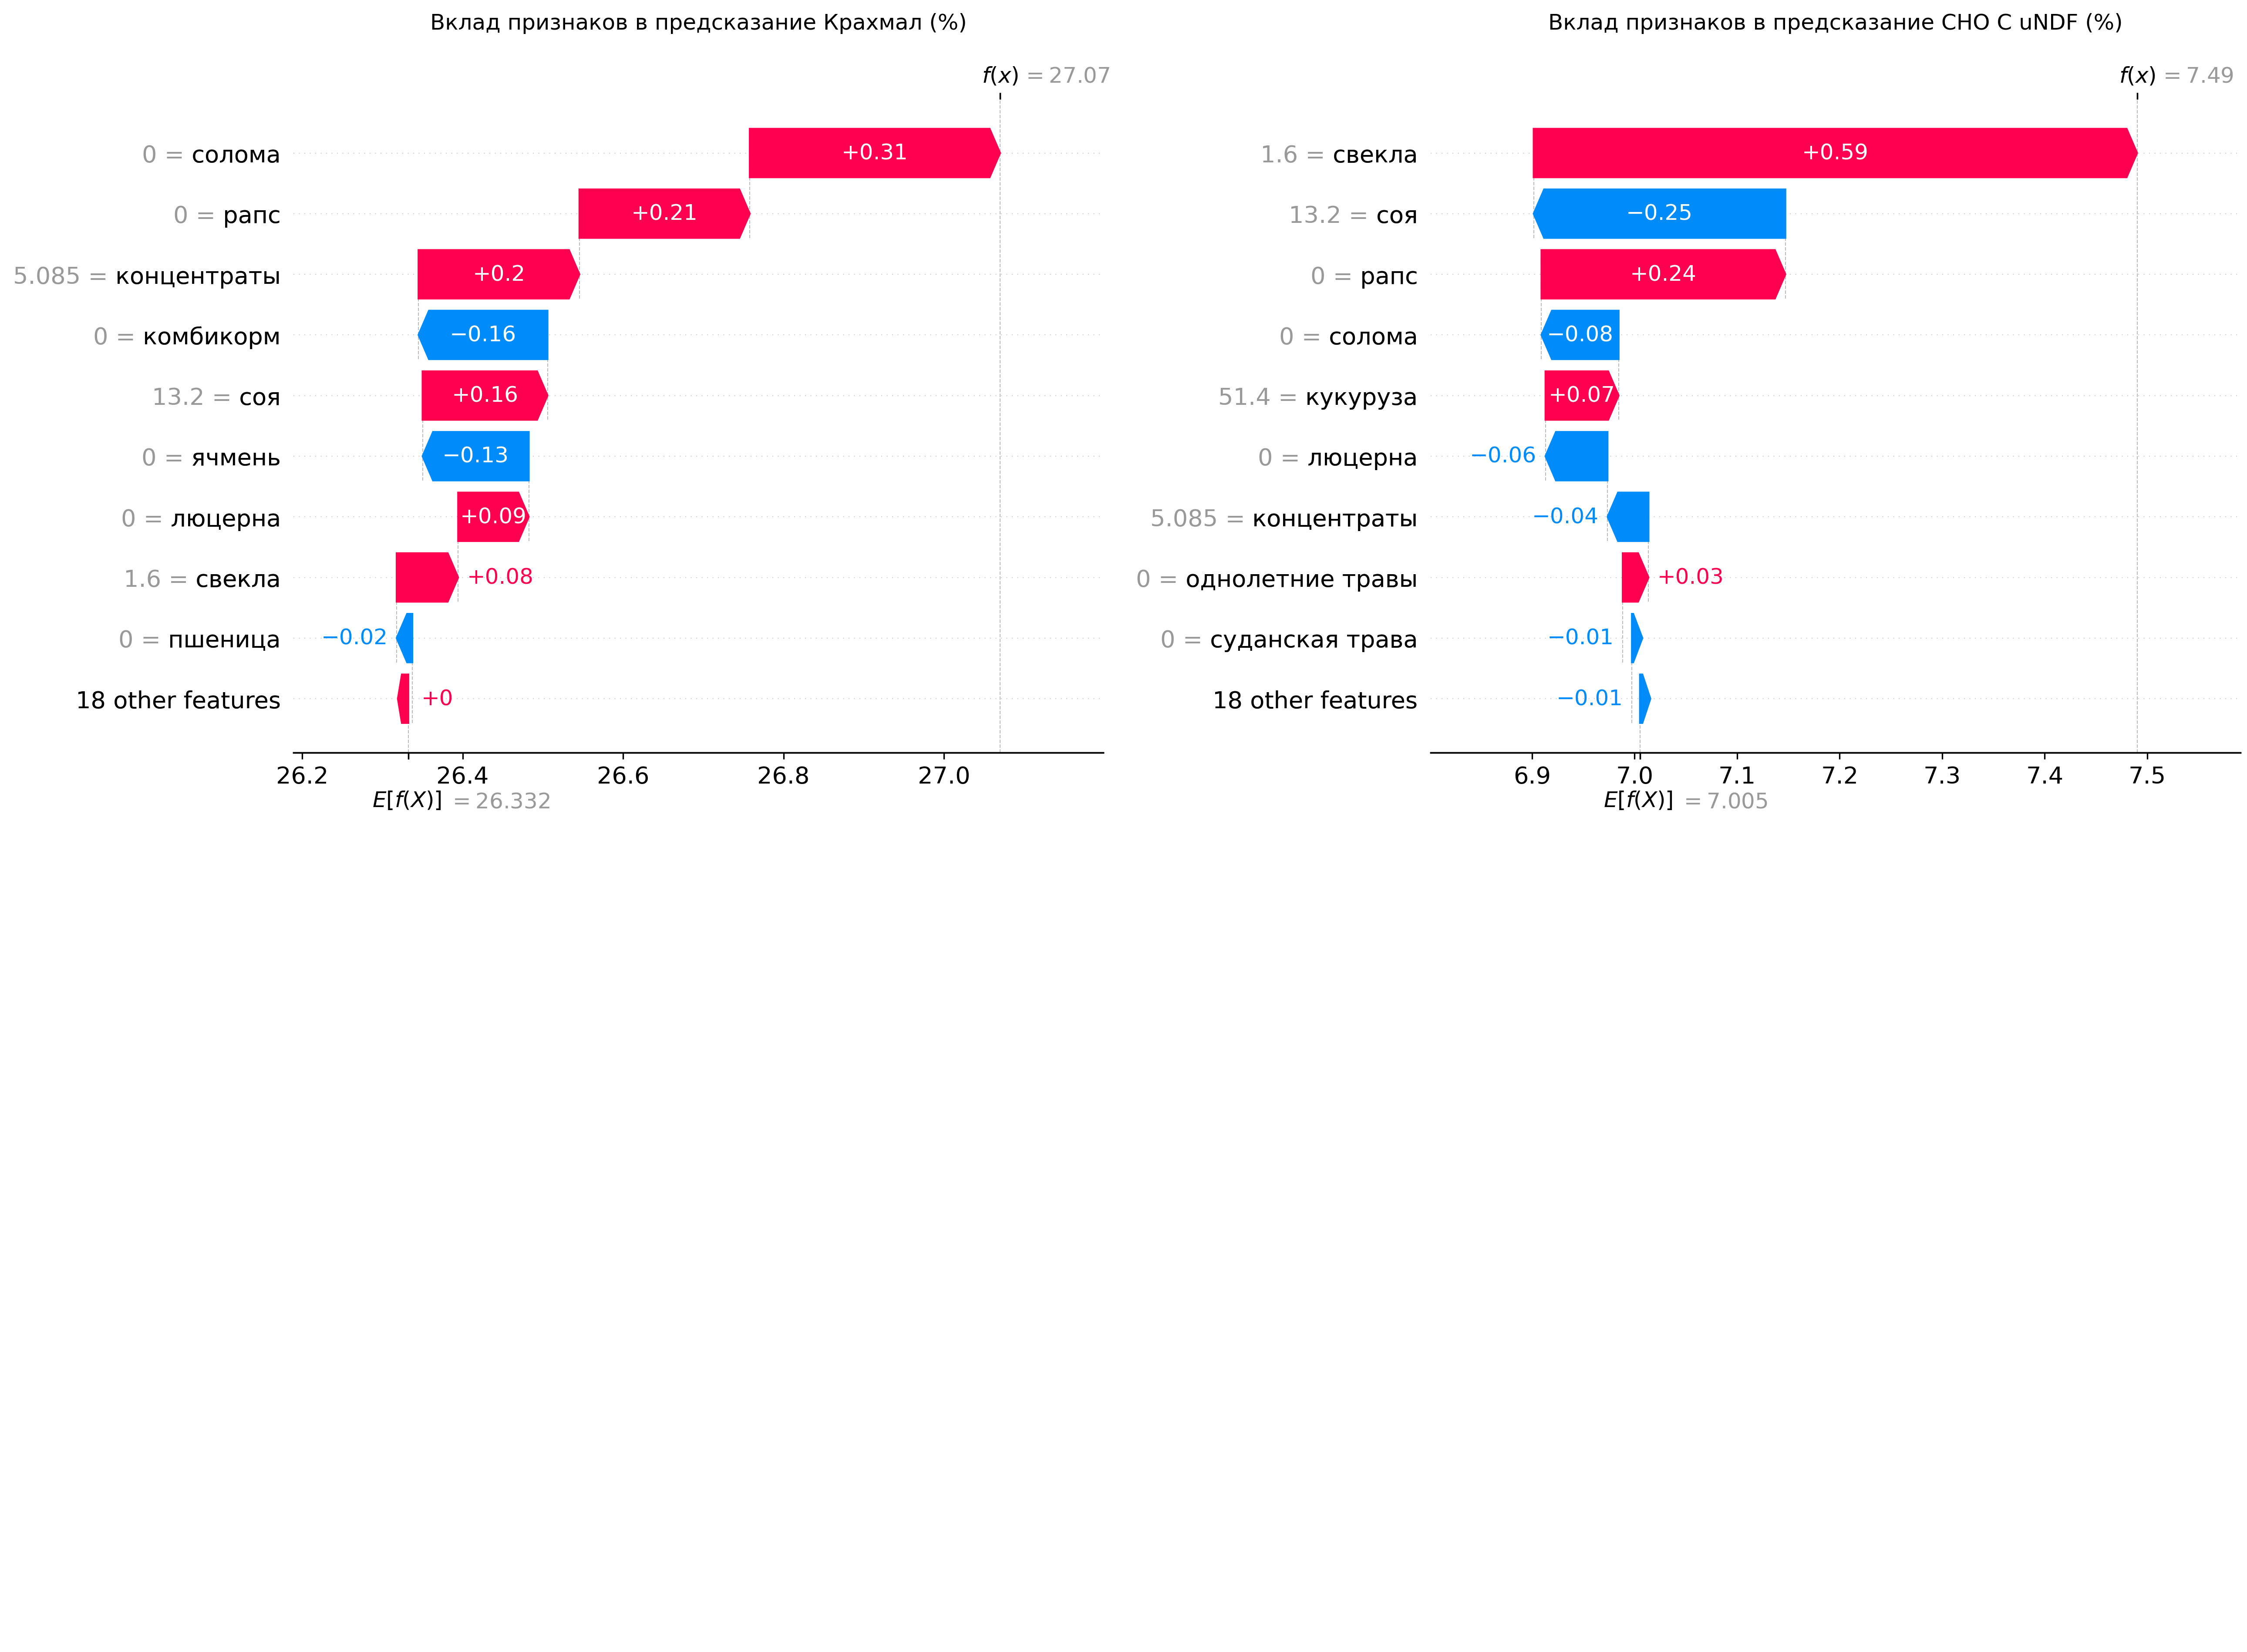 Вклад признаков в предсказание Крахмал (%)
f(x) = 27.07
0 = солома
+0.31
0 = рапс
+0.21
5.085 = концентраты
+0.2
0 = комбикорм
−0.16
13.2 = соя
+0.16
0 = ячмень
−0.13
0 = люцерна
+0.09
1.6 = свекла
+0.08
0 = пшеница
−0.02
18 other features
+0
26.2 26.4 26.6 26.8 27.0
E[f(X)] = 26.332
Вклад признаков в предсказание CHO C uNDF (%)
f(x) = 7.49
1.6 = свекла
+0.59
13.2 = соя
−0.25
0 = рапс
+0.24
0 = солома
−0.08
51.4 = кукуруза
+0.07
0 = люцерна
−0.06
5.085 = концентраты
−0.04
0 = однолетние травы
+0.03
0 = суданская трава
−0.01
18 other features
−0.01
6.9 7.0 7.1 7.2 7.3 7.4 7.5
E[f(X)] = 7.005